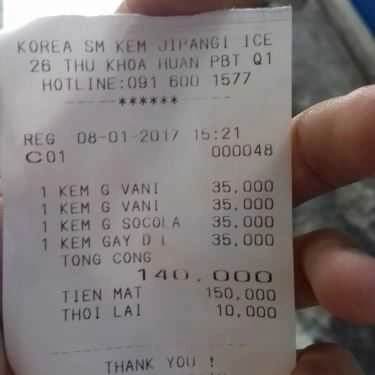 KOREA SM KEM JIPANGI ICE
26 THU KHOA HUAN PBT Q1
HOTLINE:091 600 1577
-----******-----
REG 08-01-2017 15:21
C01 000048
1 KEM G VANI 35,000
1 KEM G VANI 35,000
1 KEM G SOCOLA 35,000
1 KEM GAY D L 35,000
TONG CONG
140,000
TIEN MAT 150,000
THOI LAI 10,000
THANK YOU !